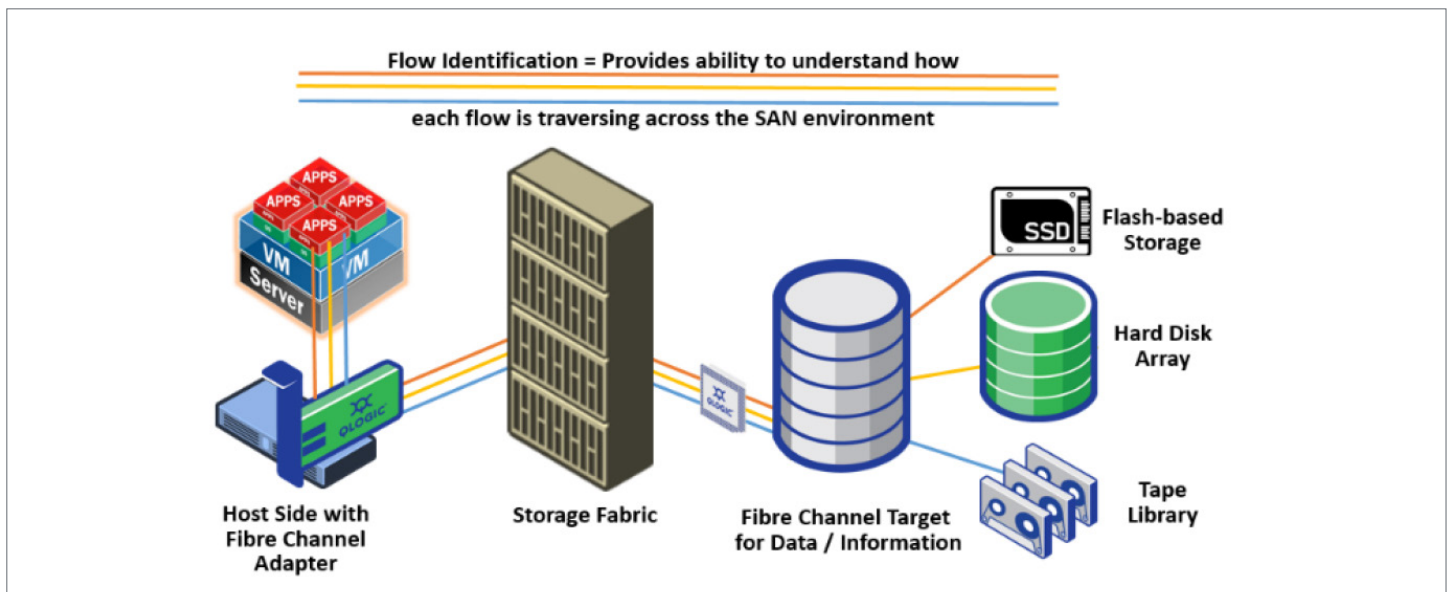 Flow Identification = Provides ability to understand how
each flow is traversing across the SAN environment
APPS
APPS
APPS
APPS
VM
VM
Server
QLOGIC
Host Side with
Fibre Channel
Adapter
Storage Fabric
QLOGIC
Fibre Channel Target
for Data / Information
SSD
Flash-based
Storage
Hard Disk
Array
Tape
Library